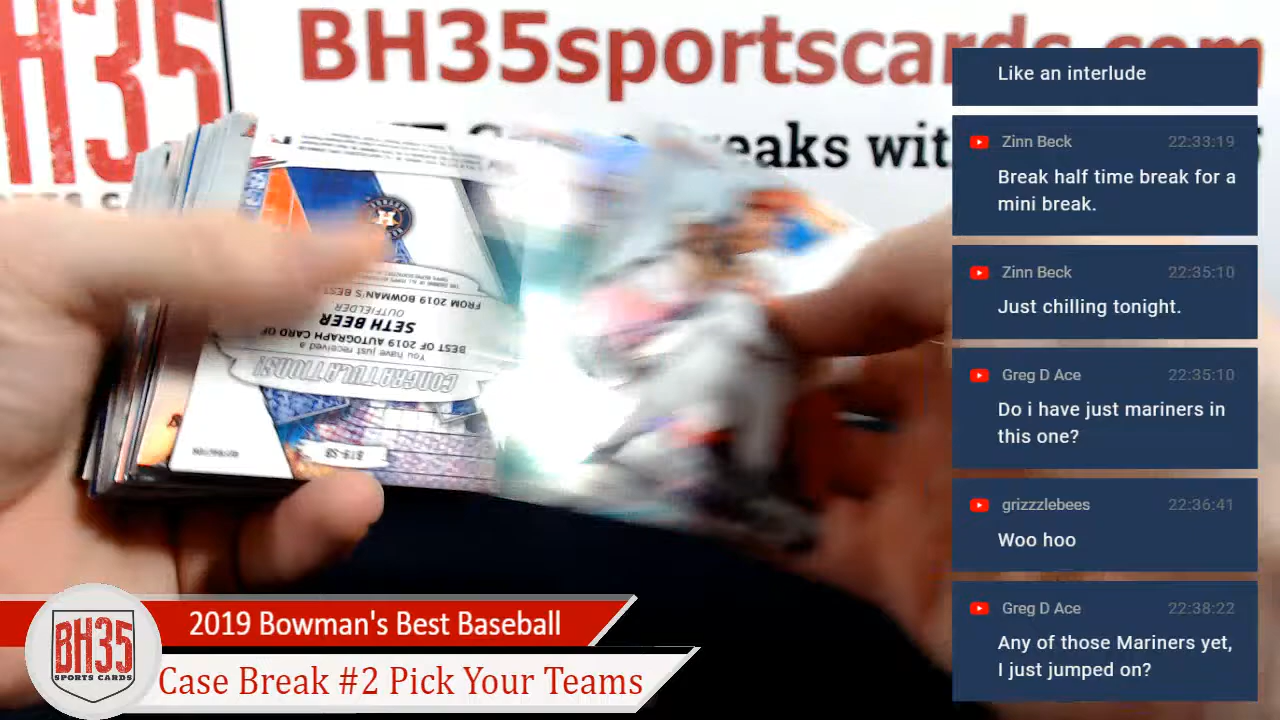 BH35
BH35sportscards.com
eaks wit
Like an interlude
Zinn Beck 22:33:19
Break half time break for a
mini break.
Zinn Beck 22:35:10
Just chilling tonight.
Greg D Ace 22:35:10
Do i have just mariners in
this one?
grizzzlebees 22:36:41
Woo hoo
Greg D Ace 22:38:22
Any of those Mariners yet,
I just jumped on?
CONGRATULATIONS!
You have just received a
BEST OF 2019 AUTOGRAPH CARD OF
SETH BEER
OUTFIELDER
FROM 2019 BOWMAN'S BEST
B19-SB
BH35
SPORTS CARDS
2019 Bowman's Best Baseball
Case Break #2 Pick Your Teams